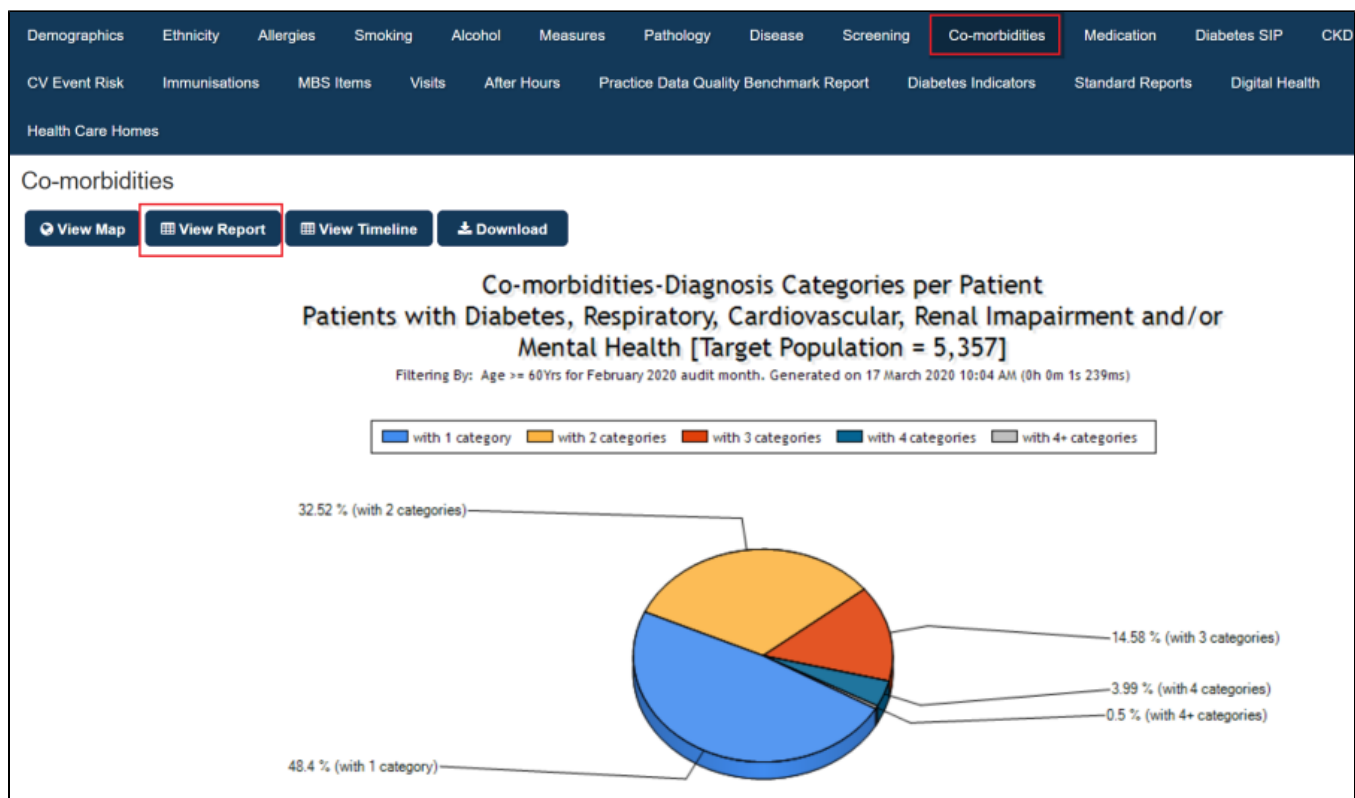 Demographics Ethnicity Allergies Smoking Alcohol Measures Pathology Disease Screening Co-morbidities Medication Diabetes SIP CKD
CV Event Risk Immunisations MBS Items Visits After Hours Practice Data Quality Benchmark Report Diabetes Indicators Standard Reports Digital Health
Health Care Homes
Co-morbidities
View Map View Report View Timeline Download
Co-morbidities-Diagnosis Categories per Patient
Patients with Diabetes, Respiratory, Cardiovascular, Renal Imapairment and/or
Mental Health [Target Population = 5,357]
Filtering By: Age >= 60Yrs for February 2020 audit month. Generated on 17 March 2020 10:04 AM (0h 0m 1s 239ms)
with 1 category with 2 categories with 3 categories with 4 categories with 4+ categories
32.52 % (with 2 categories)
14.58 % (with 3 categories)
3.99 % (with 4 categories)
0.5 % (with 4+ categories)
48.4 % (with 1 category)